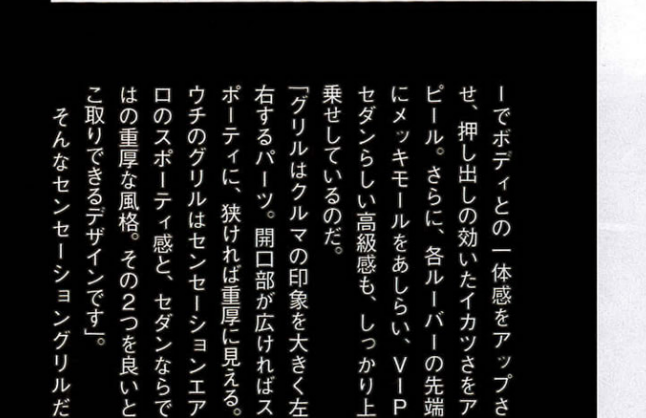 ーでボディとの一体感をアップさ
せ、押し出しの効いたイカツさをア
ピール。さらに、各ルーバーの先端
にメッキモールをあしらい、VIP
セダンらしい高級感も、しっかり上
乗せしているのだ。
「グリルはクルマの印象を大きく左
右するパーツ。開口部が広ければス
ポーティに、狭ければ重厚に見える。
ウチのグリルはセンセーションエア
ロのスポーティ感と、セダンならで
はの重厚な風格。その2つを良いと
こ取りできるデザインです」。
そんなセンセーショングリルだ